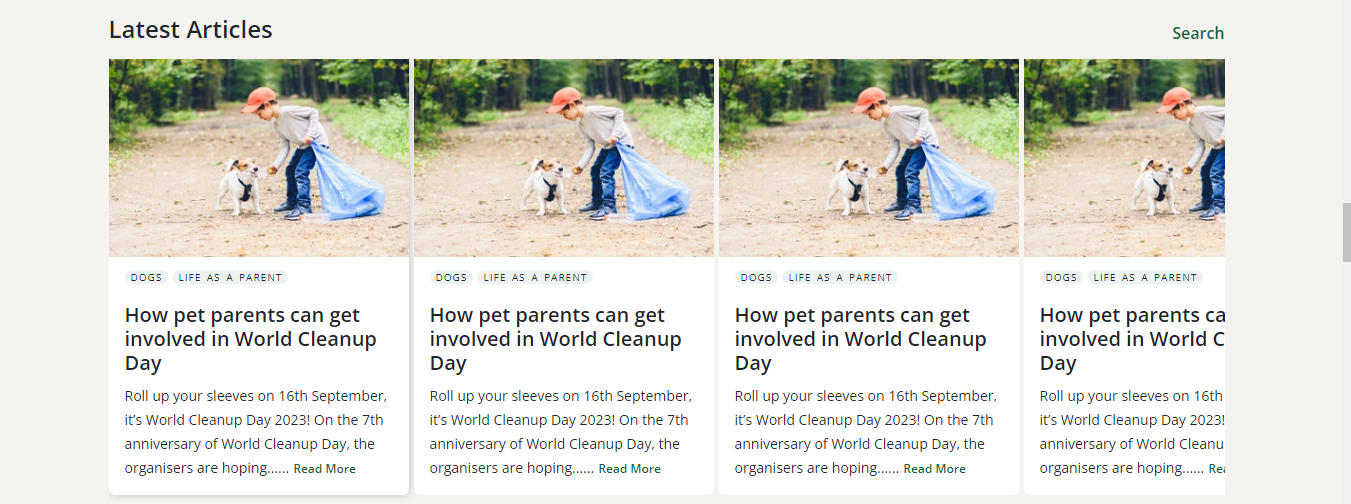 Latest Articles
Search
DOGS LIFE AS A PARENT
How pet parents can get
involved in World Cleanup
Day
Roll up your sleeves on 16th September,
it’s World Cleanup Day 2023! On the 7th
anniversary of World Cleanup Day, the
organisers are hoping...... Read More
DOGS LIFE AS A PARENT
How pet parents can get
involved in World Cleanup
Day
Roll up your sleeves on 16th September,
it’s World Cleanup Day 2023! On the 7th
anniversary of World Cleanup Day, the
organisers are hoping...... Read More
DOGS LIFE AS A PARENT
How pet parents can get
involved in World Cleanup
Day
Roll up your sleeves on 16th September,
it’s World Cleanup Day 2023! On the 7th
anniversary of World Cleanup Day, the
organisers are hoping...... Read More
DOGS LIFE AS A PARENT
How pet parents ca
involved in World C
Day
Roll up your sleeves on 16th
it’s World Cleanup Day 2023!
anniversary of World Cleanu
organisers are hoping...... Rea